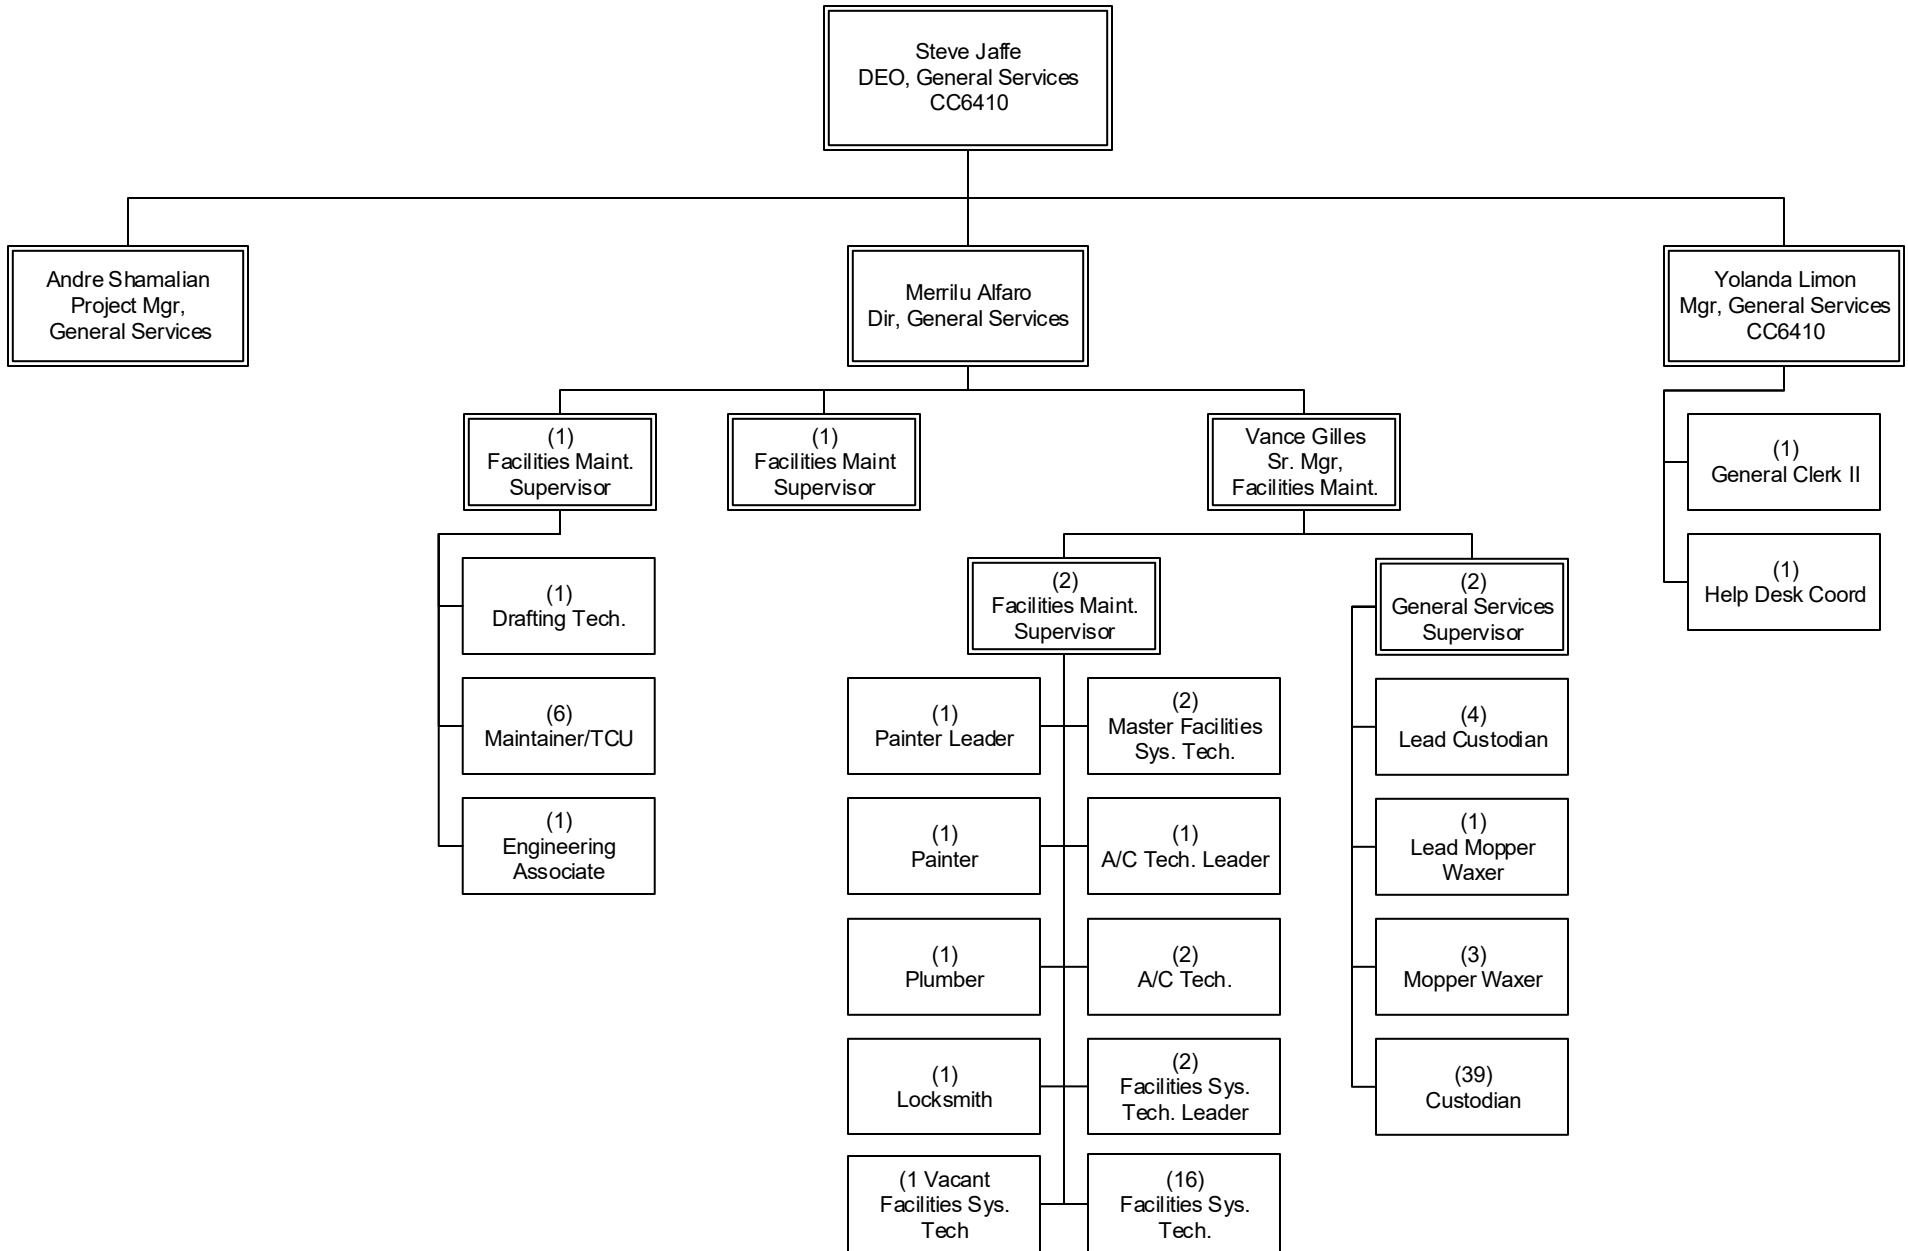 Steve Jaffe
DEO, General Services
CC6410
Andre Shamalian
Project Mgr,
General Services
Merrilu Alfaro
Dir, General Services
Yolanda Limon
Mgr, General Services
CC6410
(1)
Facilities Maint.
Supervisor
(1)
Facilities Maint
Supervisor
Vance Gilles
Sr. Mgr,
Facilities Maint.
(1)
General Clerk II
(1)
Help Desk Coord
(1)
Drafting Tech.
(6)
Maintainer/TCU
(1)
Engineering
Associate
(2)
Facilities Maint.
Supervisor
(2)
General Services
Supervisor
(1)
Painter Leader
(2)
Master Facilities
Sys. Tech.
(1)
Painter
(1)
A/C Tech. Leader
(1)
Plumber
(2)
A/C Tech.
(1)
Locksmith
(2)
Facilities Sys.
Tech. Leader
(1 Vacant
Facilities Sys.
Tech
(16)
Facilities Sys.
Tech.
(4)
Lead Custodian
(1)
Lead Mopper
Waxer
(3)
Mopper Waxer
(39)
Custodian